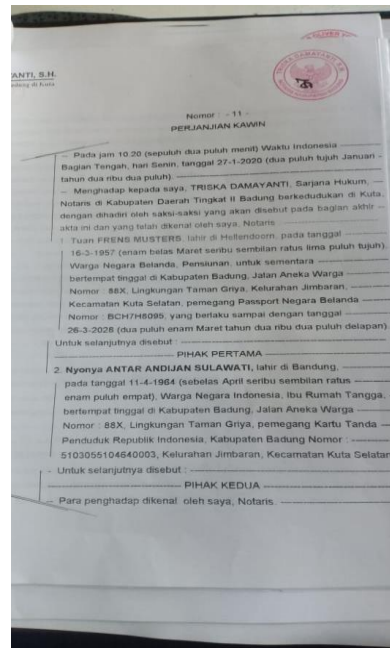 ANTI, S.H.
Badung di Kuta
TRISKA DAMAYANTI S.H.
Nomor : - 11 -
PERJANJIAN KAWIN
- Pada jam 10.20 (sepuluh dua puluh menit) Waktu Indonesia
Bagian Tengah, hari Senin, tanggal 27-1-2020 (dua puluh tujuh Januari
tahun dua ribu dua puluh).
- Menghadap kepada saya, TRISKA DAMAYANTI, Sarjana Hukum,
Notaris di Kabupaten Daerah Tingkat II Badung berkedudukan di Kuta,
dengan dihadiri oleh saksi-saksi yang akan disebut pada bagian akhir
akta ini dan yang telah dikenal oleh saya, Notaris
1. Tuan FRENS MUSTERS, lahir di Hellendoorn, pada tanggal
16-3-1957 (enam belas Maret seribu sembilan ratus lima puluh tujuh),
Warga Negara Belanda, Pensiunan, untuk sementara
bertempat tinggal di Kabupaten Badung, Jalan Aneka Warga
Nomor : 88X, Lingkungan Taman Griya, Kelurahan Jimbaran,
Kecamatan Kuta Selatan, pemegang Passport Negara Belanda
Nomor : BCH7H8095, yang berlaku sampai dengan tanggal
26-3-2028 (dua puluh enam Maret tahun dua ribu dua puluh delapan)
Untuk selanjutnya disebut :
PIHAK PERTAMA
2. Nyonya ANTAR ANDIJAN SULAWATI, lahir di Bandung,
pada tanggal 11-4-1964 (sebelas April seribu sembilan ratus
enam puluh empat), Warga Negara Indonesia, Ibu Rumah Tangga,
bertempat tinggal di Kabupaten Badung, Jalan Aneka Warga
Nomor : 88X, Lingkungan Taman Griya, pemegang Kartu Tanda
Penduduk Republik Indonesia, Kabupaten Badung Nomor :
5103055104640003, Kelurahan Jimbaran, Kecamatan Kuta Selatan
- Untuk selanjutnya disebut :
PIHAK KEDUA
- Para penghadap dikenal oleh saya, Notaris.